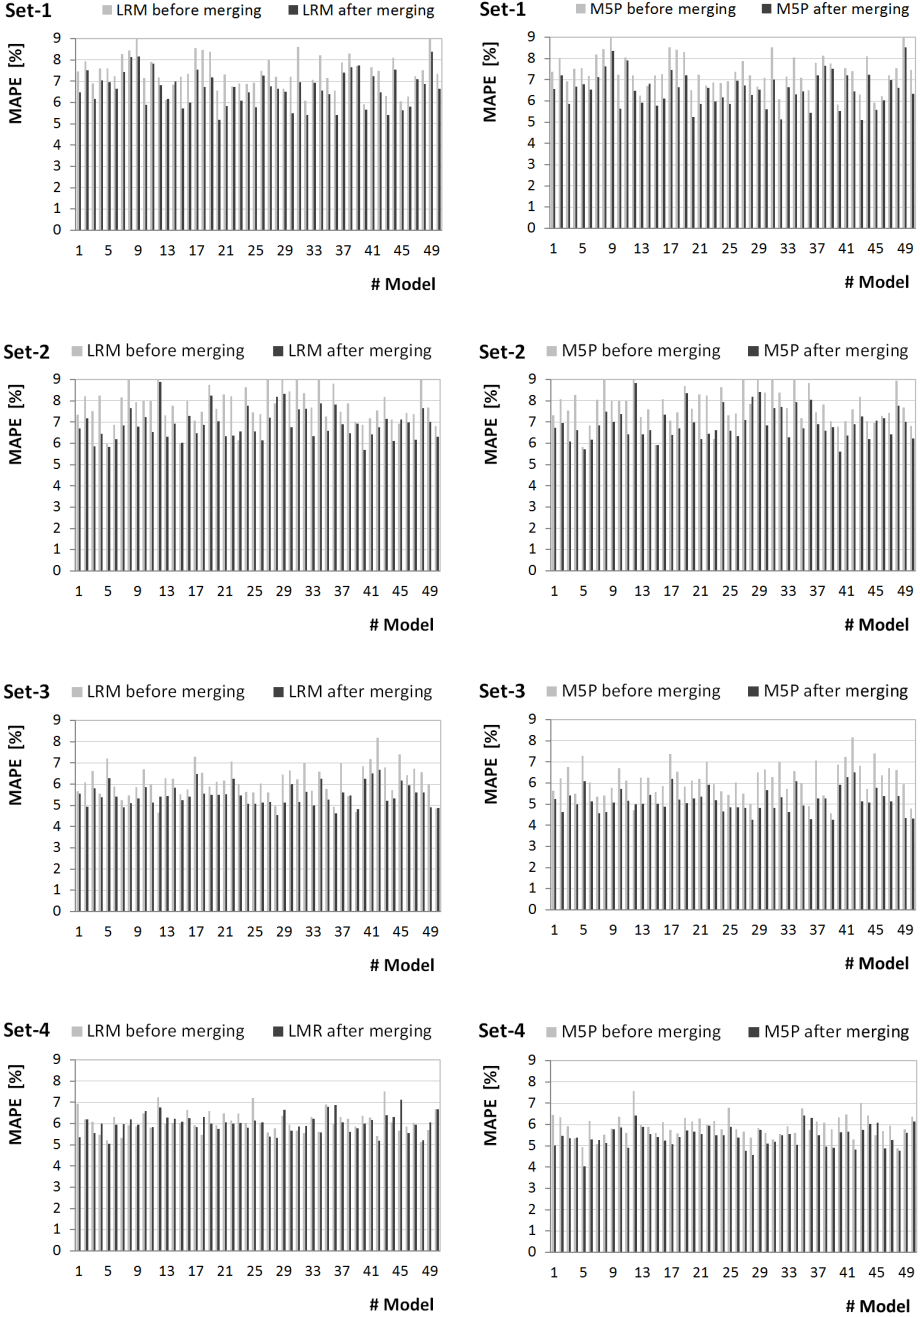 Set-1 LRM before merging LRM after merging
MAPE [%]
9
8
7
6
5
4
3
2
1
0
1 5 9 13 17 21 25 29 33 37 41 45 49
# Model
Set-1 M5P before merging M5P after merging
MAPE [%]
9
8
7
6
5
4
3
2
1
0
1 5 9 13 17 21 25 29 33 37 41 45 49
# Model
Set-2 LRM before merging LRM after merging
MAPE [%]
9
8
7
6
5
4
3
2
1
0
1 5 9 13 17 21 25 29 33 37 41 45 49
# Model
Set-2 M5P before merging M5P after merging
MAPE [%]
9
8
7
6
5
4
3
2
1
0
1 5 9 13 17 21 25 29 33 37 41 45 49
# Model
Set-3 LRM before merging LRM after merging
MAPE [%]
9
8
7
6
5
4
3
2
1
0
1 5 9 13 17 21 25 29 33 37 41 45 49
# Model
Set-3 M5P before merging M5P after merging
MAPE [%]
9
8
7
6
5
4
3
2
1
0
1 5 9 13 17 21 25 29 33 37 41 45 49
# Model
Set-4 LRM before merging LMR after merging
MAPE [%]
9
8
7
6
5
4
3
2
1
0
1 5 9 13 17 21 25 29 33 37 41 45 49
# Model
Set-4 M5P before merging M5P after merging
MAPE [%]
9
8
7
6
5
4
3
2
1
0
1 5 9 13 17 21 25 29 33 37 41 45 49
# Model